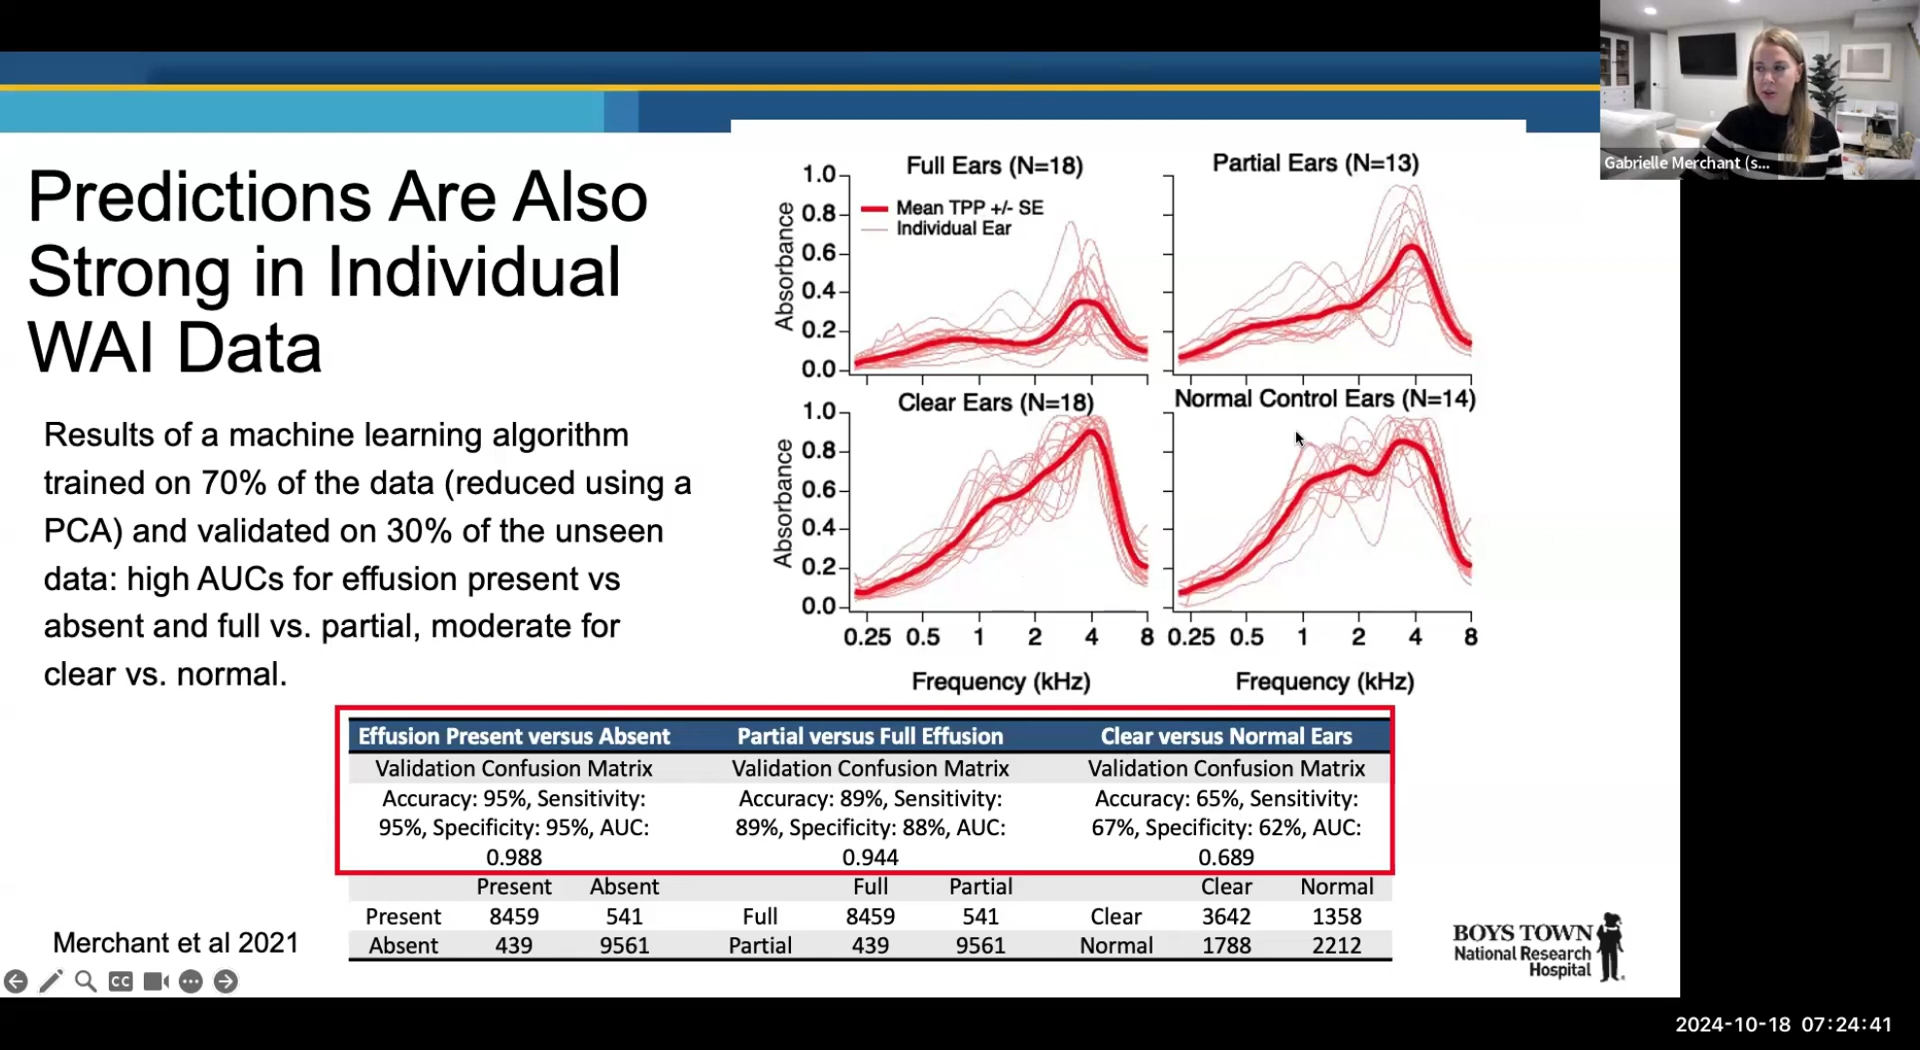 Gabrielle Merchant (s...
Predictions Are Also
Strong in Individual
WAI Data
Results of a machine learning algorithm
trained on 70% of the data (reduced using a
PCA) and validated on 30% of the unseen
data: high AUCs for effusion present vs
absent and full vs. partial, moderate for
clear vs. normal.
Full Ears (N=18)
Partial Ears (N=13)
Mean TPP +/- SE
Individual Ear
Absorbance
1.0
0.8
0.6
0.4
0.2
0.0
Clear Ears (N=18)
Normal Control Ears (N=14)
Absorbance
1.0
0.8
0.6
0.4
0.2
0.0
0.25 0.5 1 2 4 8 0.25 0.5 1 2 4 8
Frequency (kHz) Frequency (kHz)
Effusion Present versus Absent Partial versus Full Effusion Clear versus Normal Ears
Validation Confusion Matrix Validation Confusion Matrix Validation Confusion Matrix
Accuracy: 95%, Sensitivity: Accuracy: 89%, Sensitivity: Accuracy: 65%, Sensitivity:
95%, Specificity: 95%, AUC: 89%, Specificity: 88%, AUC: 67%, Specificity: 62%, AUC:
0.988 0.944 0.689
Present Absent Full Partial Clear Normal
Present 8459 541 Full 8459 541 Clear 3642 1358
Absent 439 9561 Partial 439 9561 Normal 1788 2212
Merchant et al 2021
CC
BOYS TOWN
National Research
Hospital
2024-10-18 07:24:41